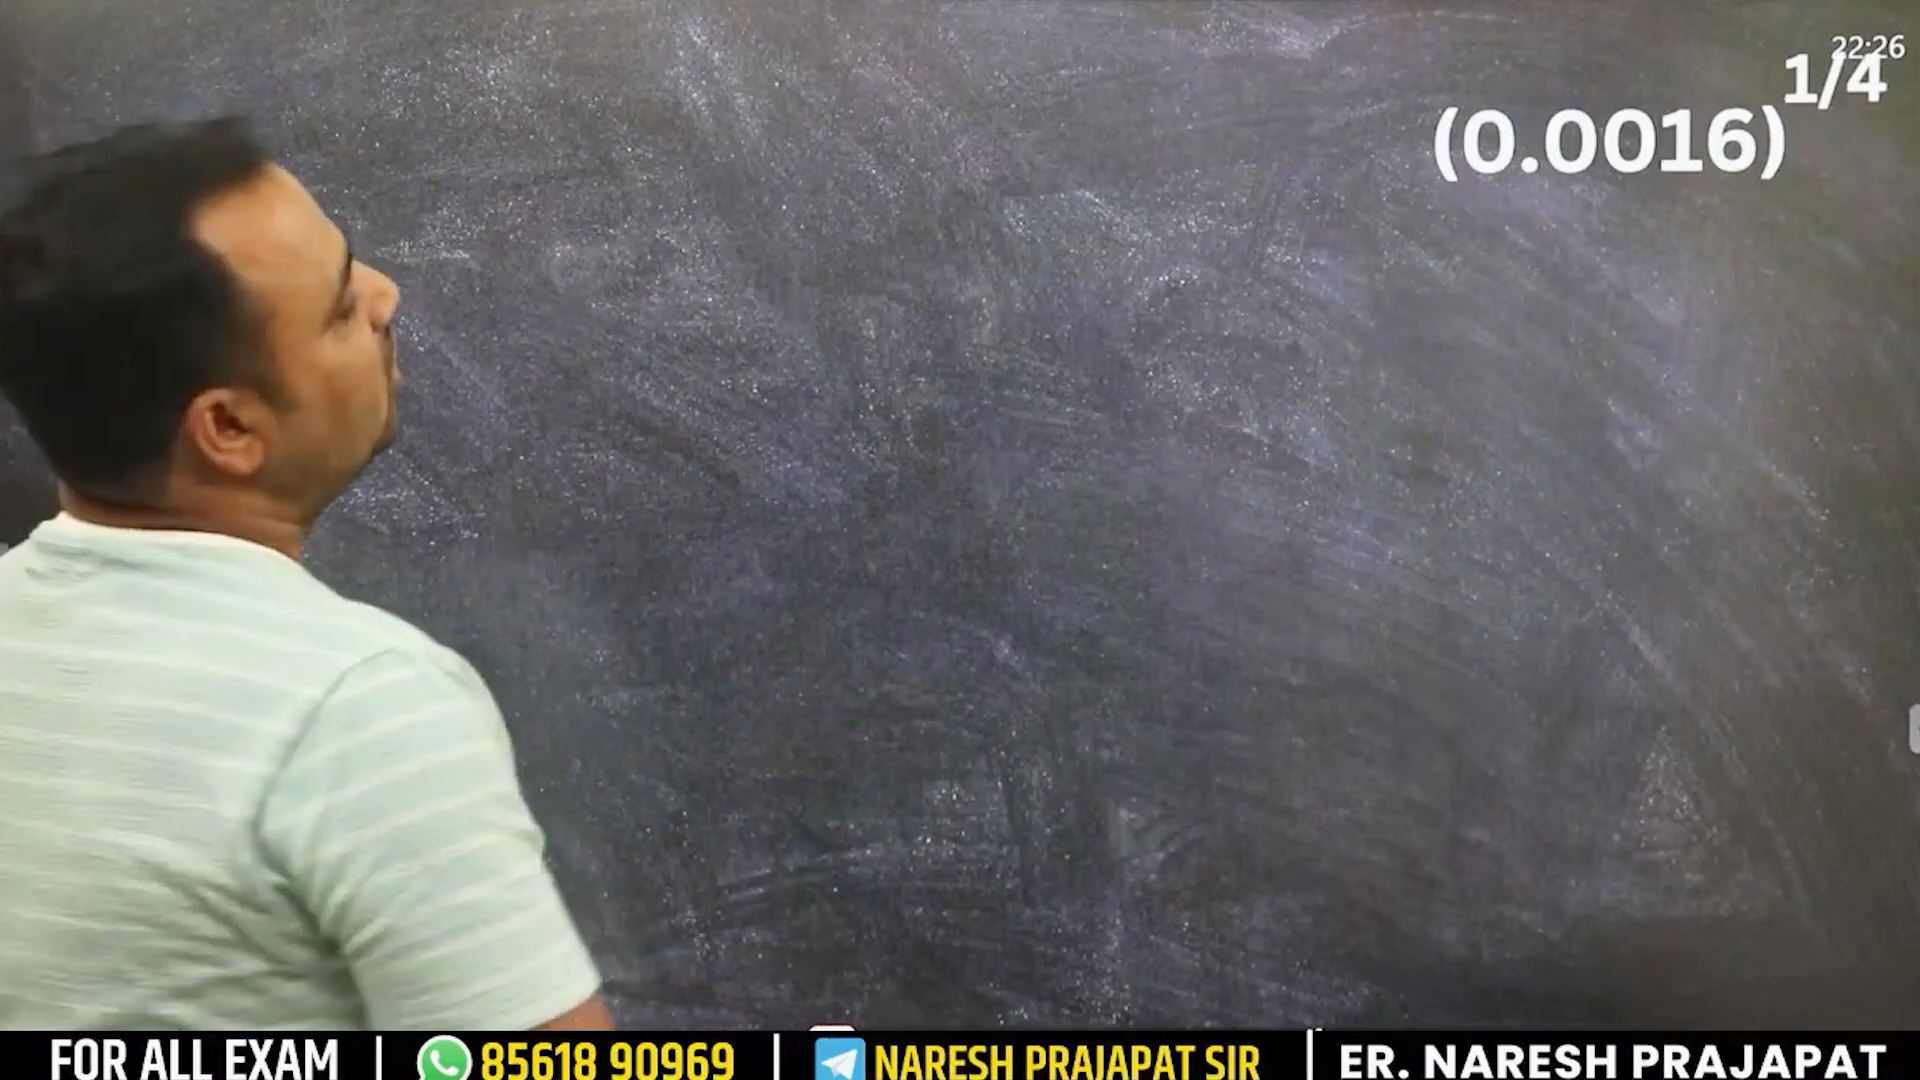 22:26
(0.0016)^1/4
FOR ALL EXAM | 85618 90969 | NARESH PRAJAPAT SIR | ER. NARESH PRAJAPAT